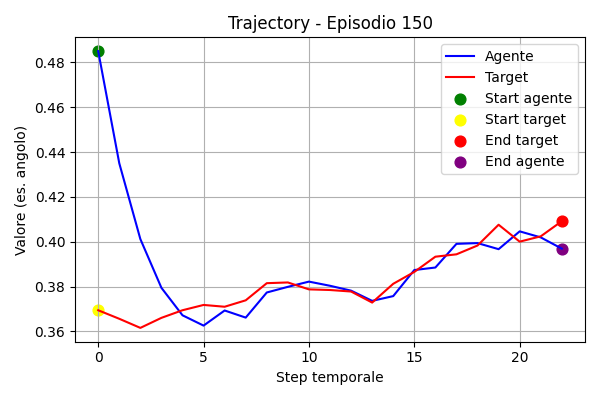 Trajectory - Episodio 150
Valore (es. angolo)
0.48
0.46
0.44
0.42
0.40
0.38
0.36
0
5
10
15
20
Step temporale
Agente
Target
Start agente
Start target
End target
End agente